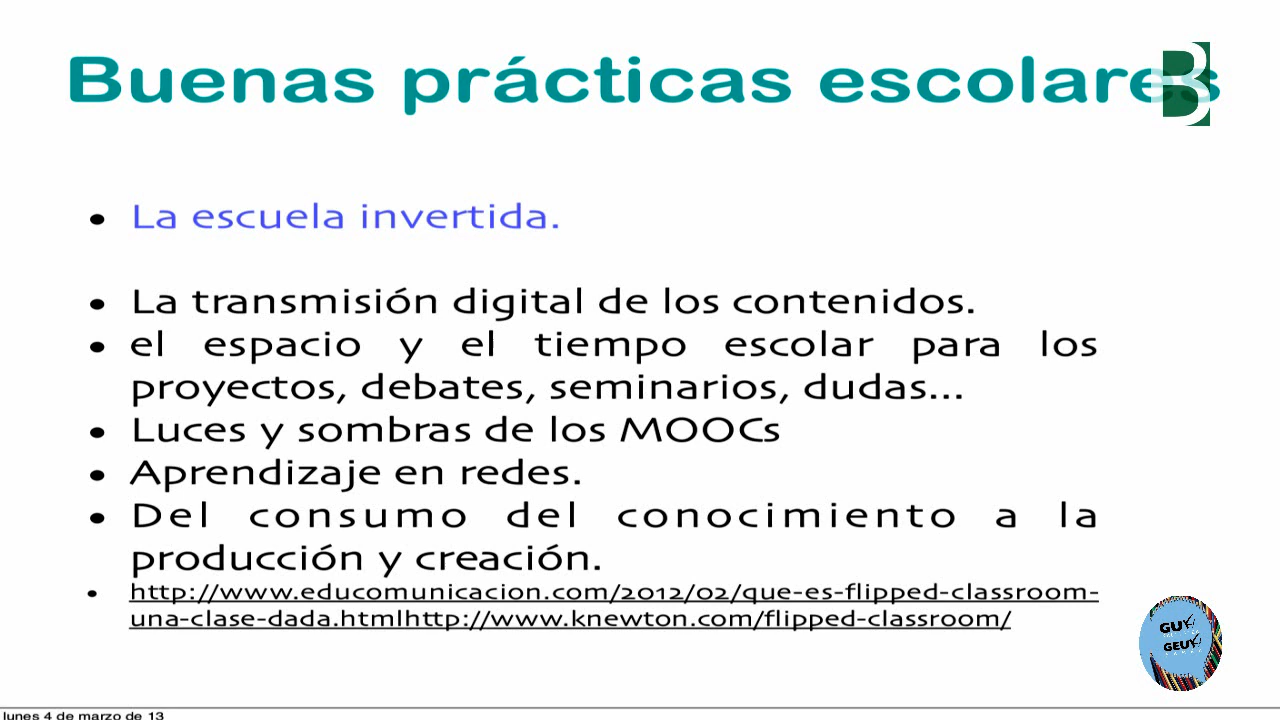 Buenas prácticas escolares
B
• La escuela invertida.
• La transmisión digital de los contenidos.
• el espacio y el tiempo escolar para los
proyectos, debates, seminarios, dudas...
• Luces y sombras de los MOOCs
• Aprendizaje en redes.
• Del consumo del conocimiento a la
producción y creación.
• http://www.educomunicacion.com/2012/02/que-es-flipped-classroom-
una-clase-dada.htmlhttp://www.knewton.com/flipped-classroom/
GUY
GEUY
lunes 4 de marzo de 13